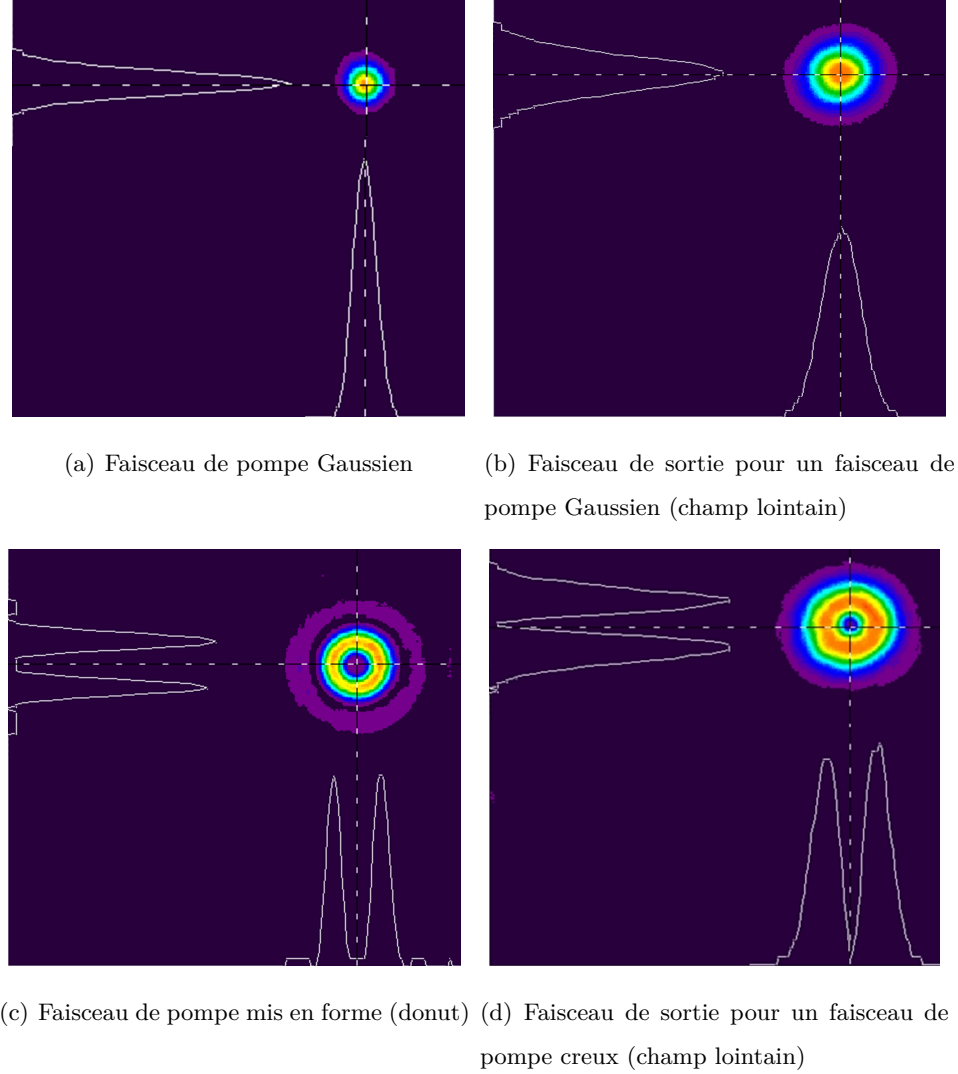 (a) Faisceau de pompe Gaussien
(b) Faisceau de sortie pour un faisceau de
pompe Gaussien (champ lointain)
(c) Faisceau de pompe mis en forme (donut)
(d) Faisceau de sortie pour un faisceau de
pompe creux (champ lointain)